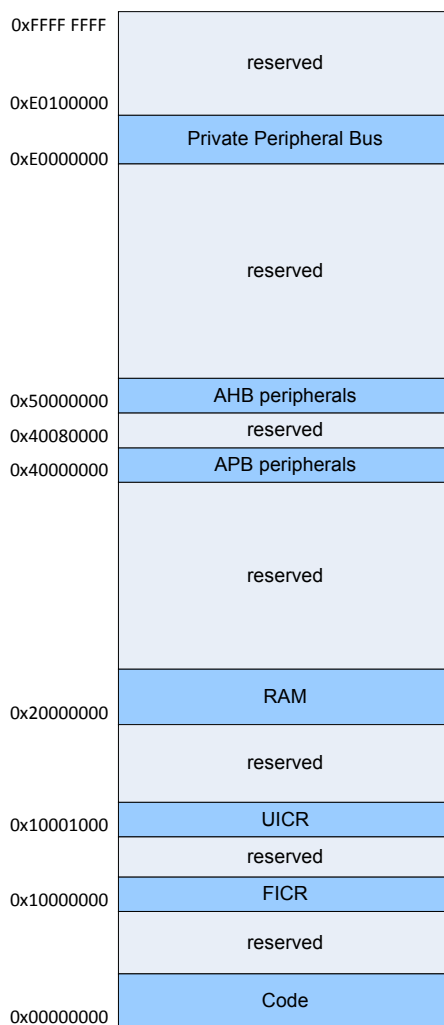 0xFFFF FFFF
reserved
0xE0100000
Private Peripheral Bus
0xE0000000
reserved
AHB peripherals
0x50000000
reserved
0x40080000
APB peripherals
0x40000000
reserved
RAM
0x20000000
reserved
UICR
0x10001000
reserved
FICR
0x10000000
reserved
Code
0x00000000